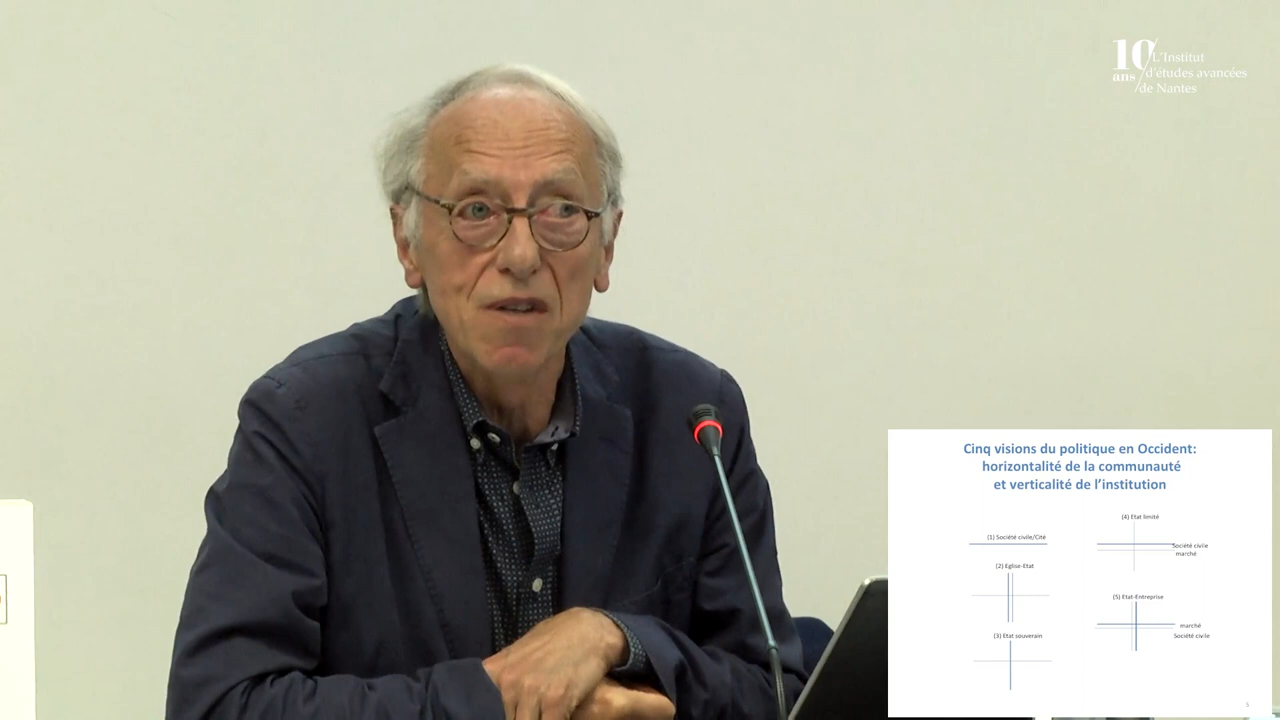 10 ans
L'Institut
d'études avancées
de Nantes
Cinq visions du politique en Occident:
horizontalité de la communauté
et verticalité de l'institution
(1) Société civile/Cité
(2) Eglise-Etat
(3) Etat souverain
(4) Etat limité
Société civile
marché
(5) Etat-Entreprise
marché
Société civile
5